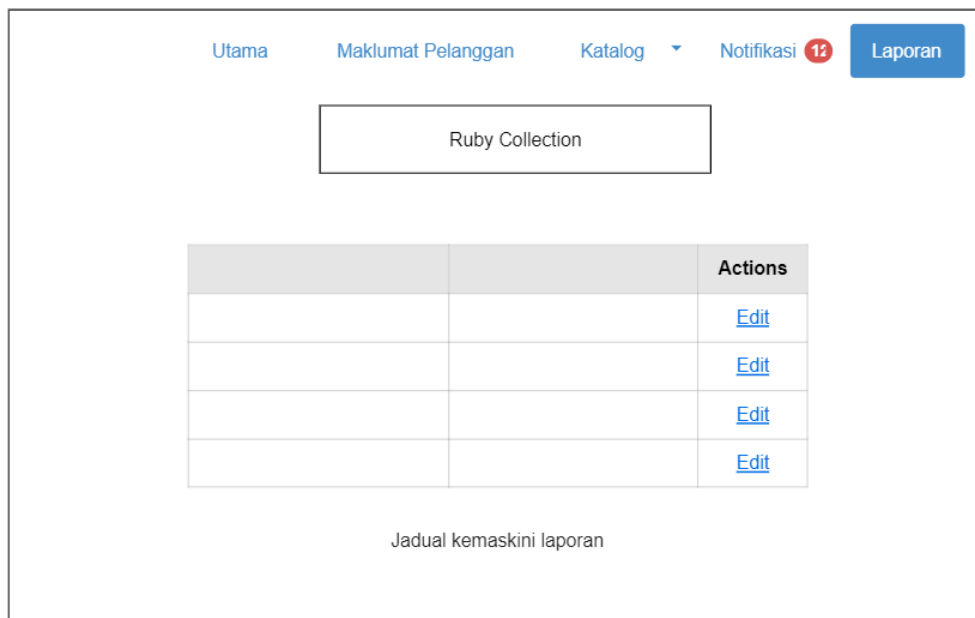 Utama Maklumat Pelanggan Katalog Notifikasi 12 Laporan
Ruby Collection
Actions
Edit
Edit
Edit
Edit
Jadual kemaskini laporan